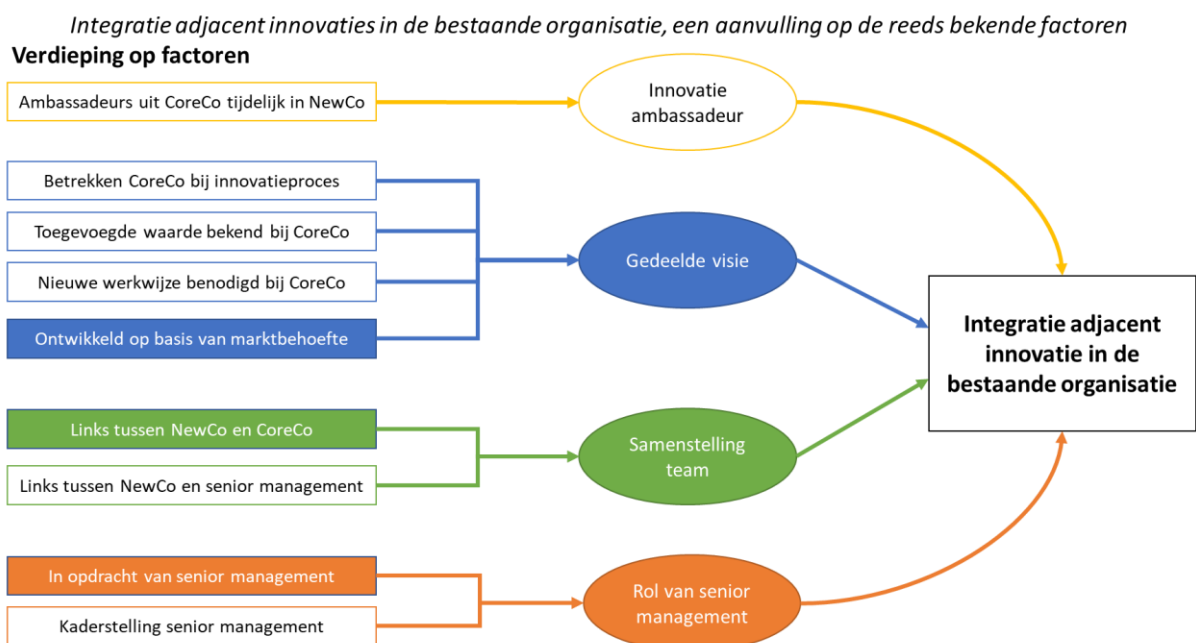 Integratie adjacent innovaties in de bestaande organisatie, een aanvulling op de reeds bekende factoren
Verdieping op factoren
Ambassadeurs uit CoreCo tijdelijk in NewCo
Innovatie
ambassadeur
Betrekken CoreCo bij innovatieproces
Toegevoegde waarde bekend bij CoreCo
Nieuwe werkwijze benodigd bij CoreCo
Ontwikkeld op basis van marktbehoefte
Gedeelde visie
Links tussen NewCo en CoreCo
Links tussen NewCo en senior management
Samenstelling
team
In opdracht van senior management
Kaderstelling senior management
Rol van senior
management
Integratie adjacent
innovatie in de
bestaande organisatie